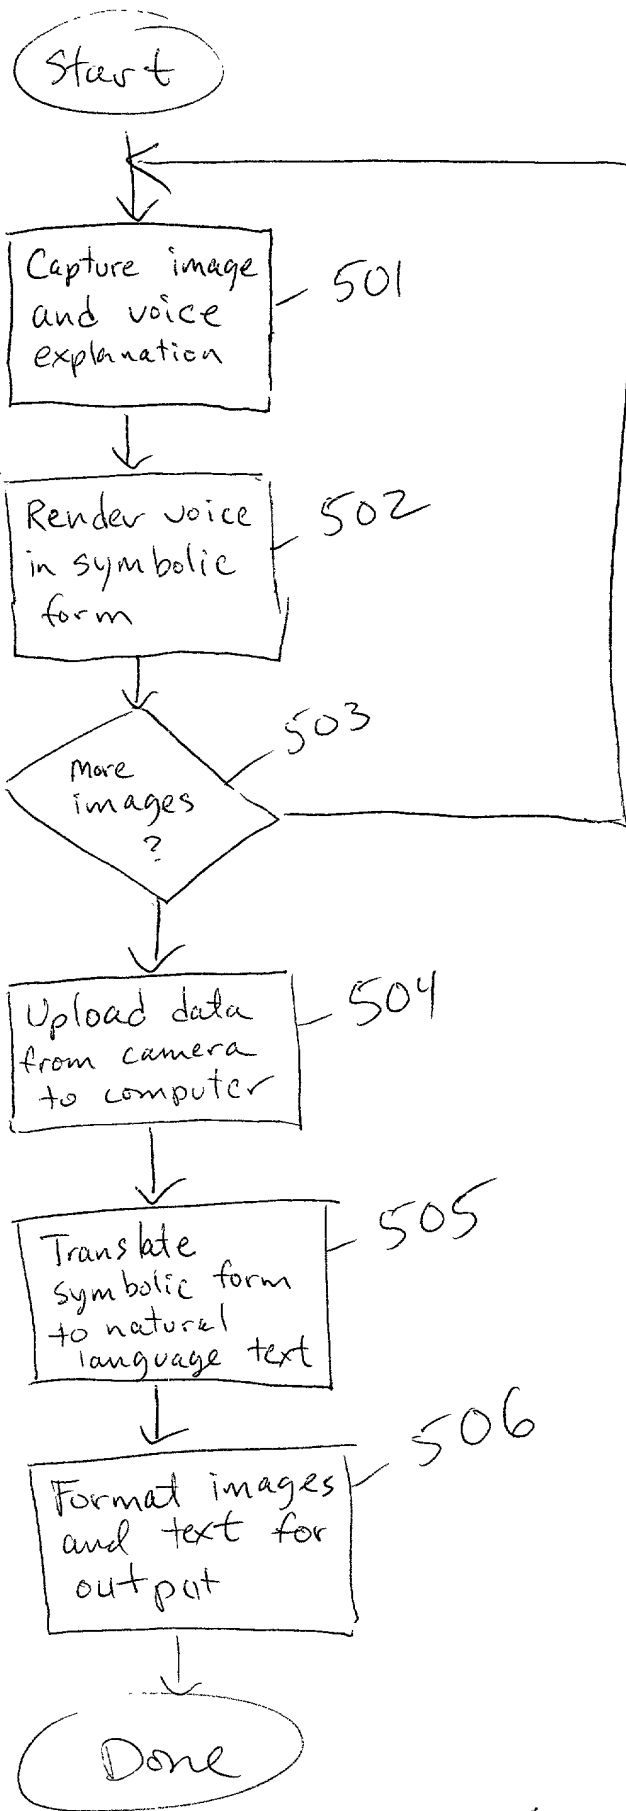 Start
Capture image
and voice
explanation
501
Render voice
in symbolic
form
502
503
More
images
?
Upload data
from camera
to computer
504
Translate
symbolic form
to natural
language text
505
Format images
and text for
output
506
Done